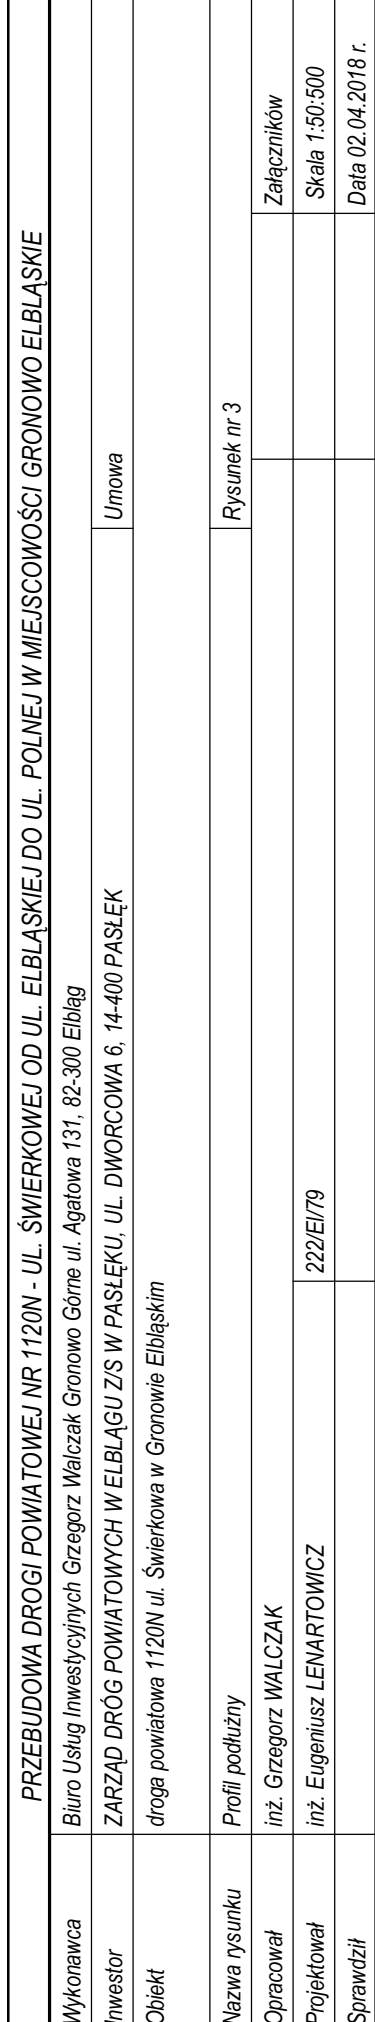 PRZEBUDOWA DROGI POWIATOWEJ NR 1120N - UL. ŚWIERKOWEJ OD UL. ELBLĄSKIEJ DO UL. POLNEJ W MIEJSCOWOŚCI GRONOWO ELBLĄSKIE
Wykonawca Biuro Usług Inwestycyjnych Grzegorz Walczak Gronowo Górne ul. Agatowa 131, 82-300 Elbląg
Inwestor ZARZĄD DRÓG POWIATOWYCH W ELBLĄGU Z/S W PASŁĘKU, UL. DWORCOWA 6, 14-400 PASŁĘK Umowa
Obiekt droga powiatowa 1120N ul. Świerkowa w Gronowie Elbląskim
Nazwa rysunku Profil podłużny Rysunek nr 3
Opracował inż. Grzegorz WALCZAK Załączników
Projektował inż. Eugeniusz LENARTOWICZ 222/El/79 Skala 1:50:500
Sprawdził Data 02.04.2018 r.